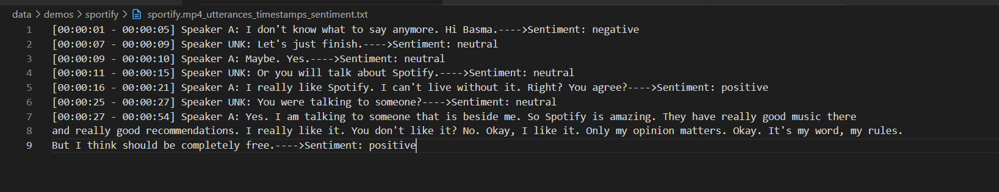 data > demos > sportify > sportify.mp4_utterances_timestamps_sentiment.txt
1 [00:00:01 - 00:00:05] Speaker A: I don't know what to say anymore. Hi Basma.---->Sentiment: negative
2 [00:00:07 - 00:00:09] Speaker UNK: Let's just finish.---->Sentiment: neutral
3 [00:00:09 - 00:00:10] Speaker A: Maybe. Yes.---->Sentiment: neutral
4 [00:00:11 - 00:00:15] Speaker UNK: Or you will talk about Spotify.---->Sentiment: neutral
5 [00:00:16 - 00:00:21] Speaker A: I really like Spotify. I can't live without it. Right? You agree?---->Sentiment: positive
6 [00:00:25 - 00:00:27] Speaker UNK: You were talking to someone?---->Sentiment: neutral
7 [00:00:27 - 00:00:54] Speaker A: Yes. I am talking to someone that is beside me. So Spotify is amazing. They have really good music there
8 and really good recommendations. I really like it. You don't like it? No. Okay, I like it. Only my opinion matters. Okay. It's my word, my rules.
9 But I think should be completely free.---->Sentiment: positive